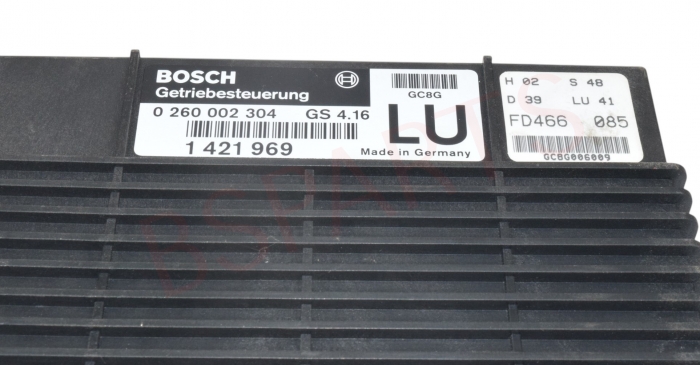 BOSCH
Getriebesteuerung
0 260 002 304 GS 4.16
1 421 969
GC8G
LU
Made in Germany
H 02 S 48
D 39 LU 41
FD466 085
GC8G006009
BSPARTS